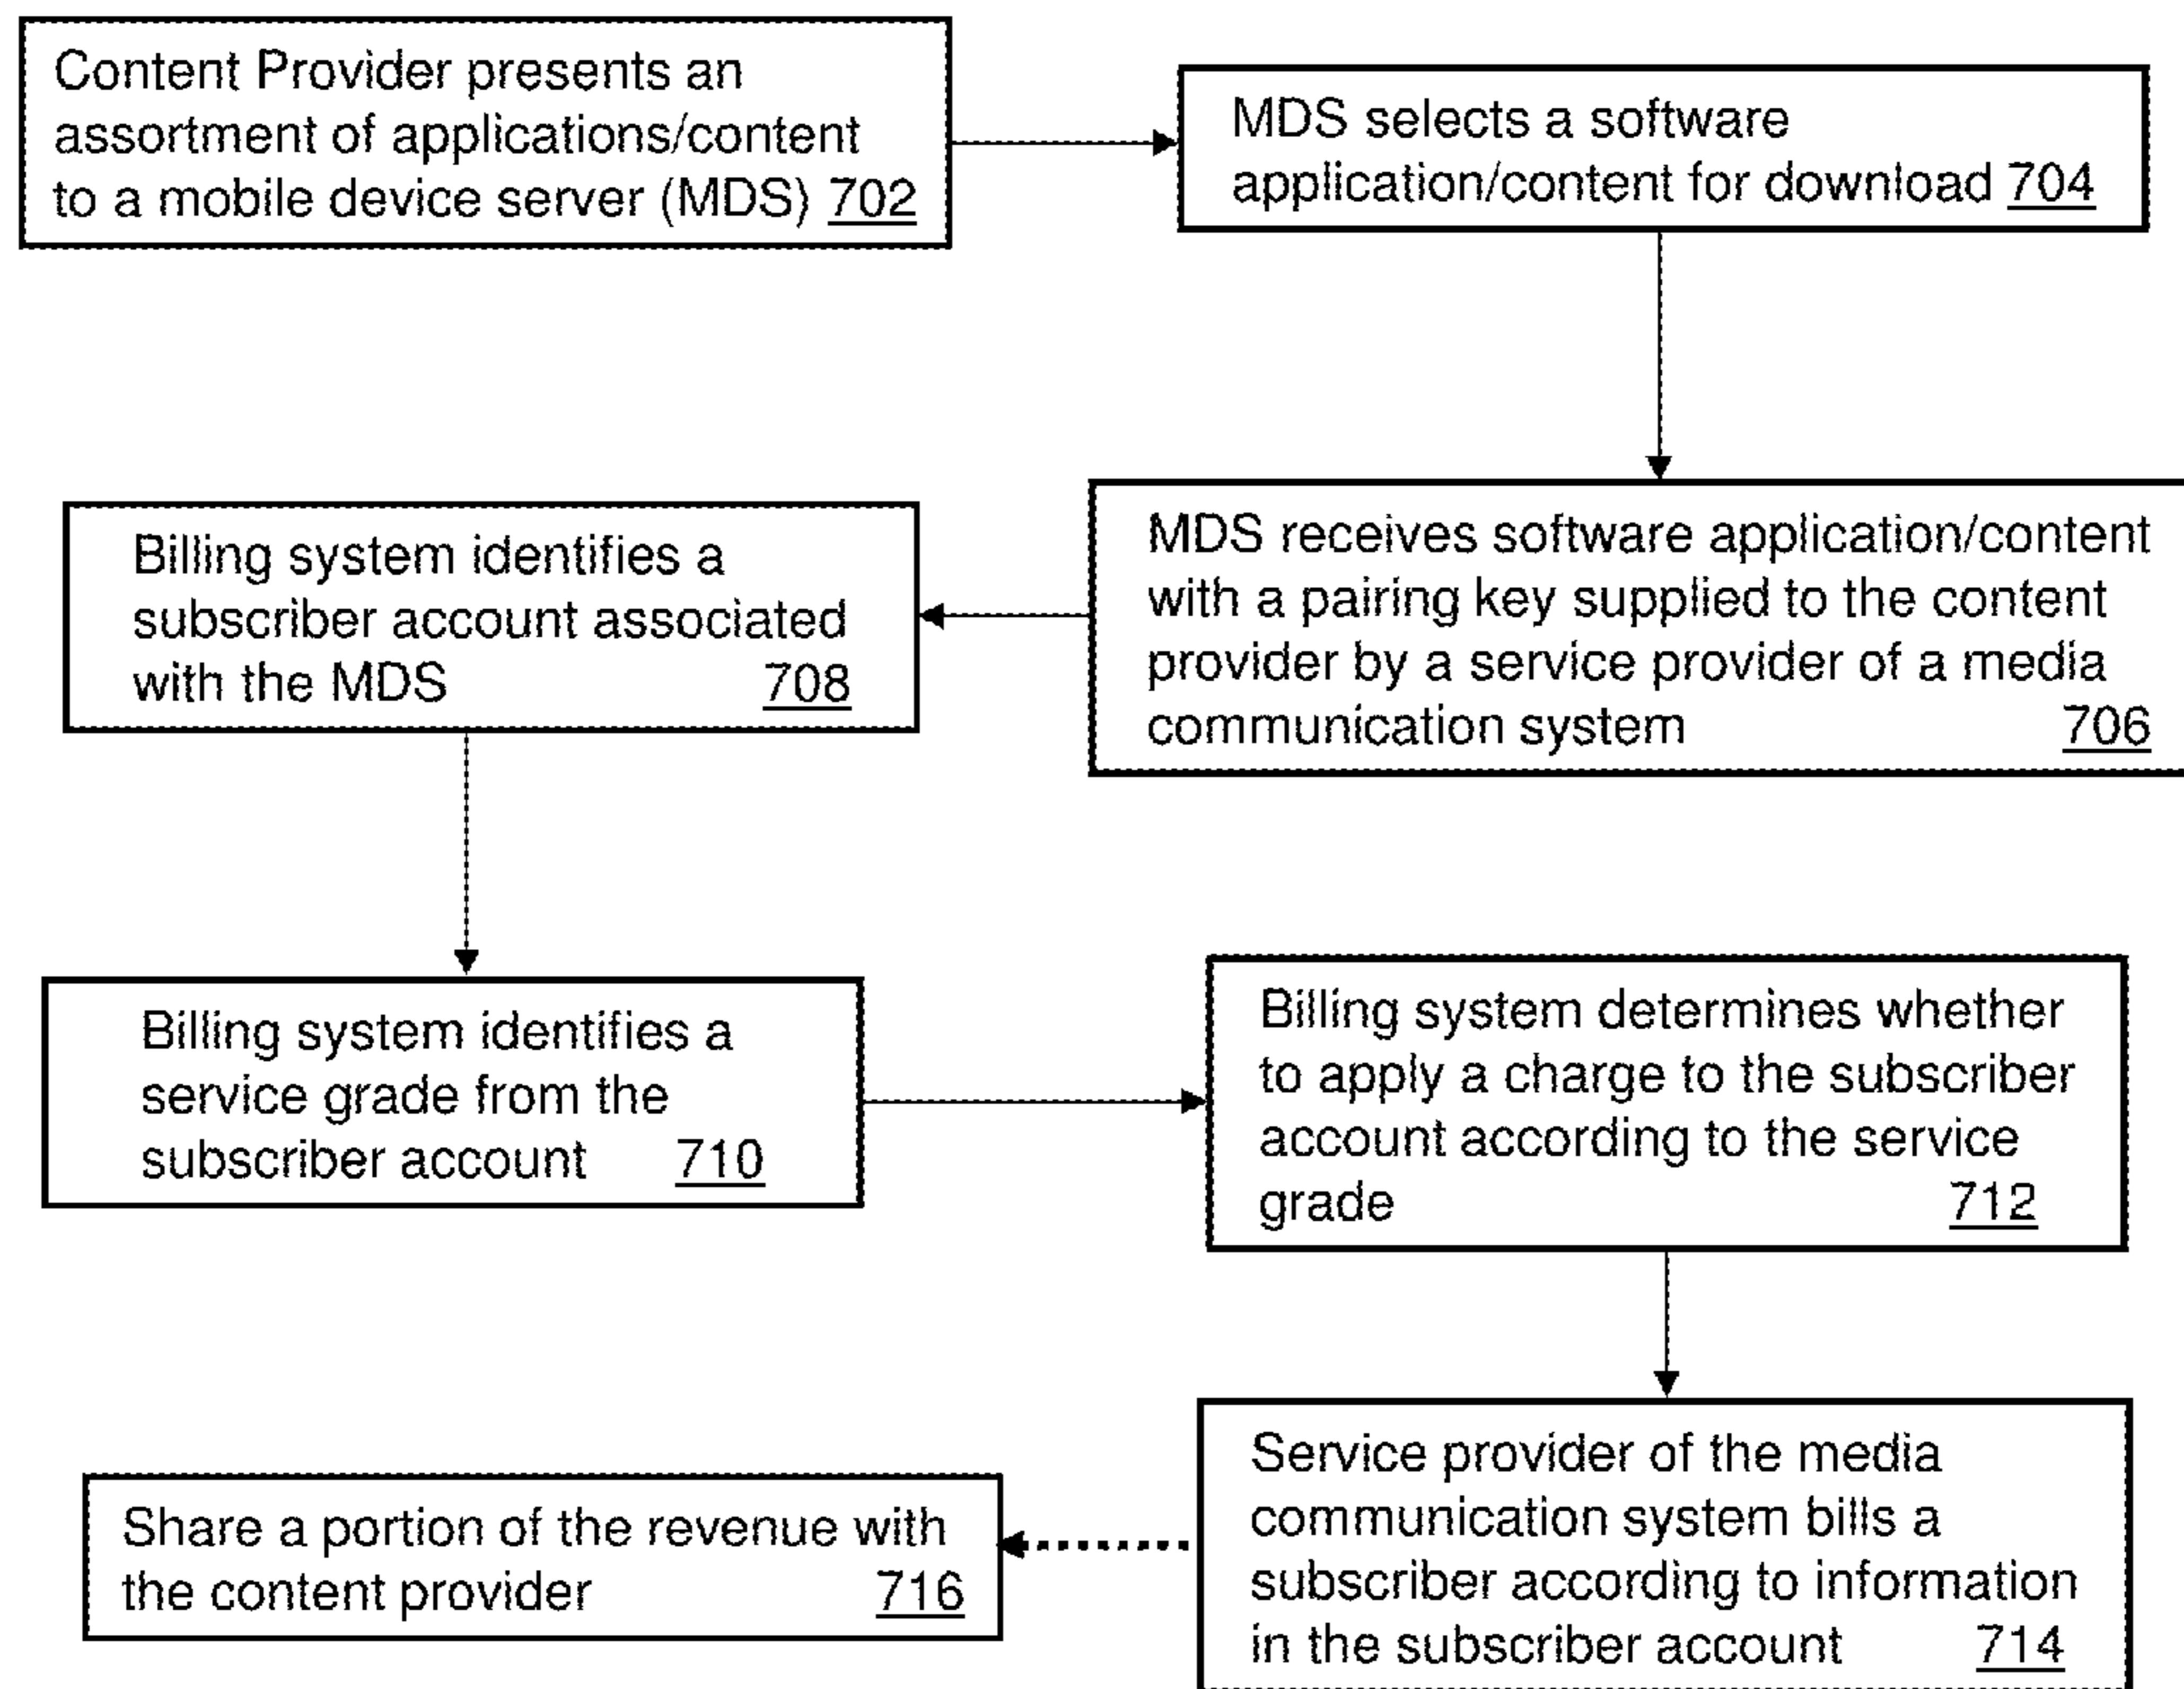 Content Provider presents an
assortment of applications/content
to a mobile device server (MDS) 702
MDS selects a software
application/content for download 704
MDS receives software application/content
with a pairing key supplied to the content
provider by a service provider of a media
communication system 706
Billing system identifies a
subscriber account associated
with the MDS 708
Billing system identifies a
service grade from the
subscriber account 710
Billing system determines whether
to apply a charge to the subscriber
account according to the service
grade 712
Service provider of the media
communication system bills a
subscriber according to information
in the subscriber account 714
Share a portion of the revenue with
the content provider 716